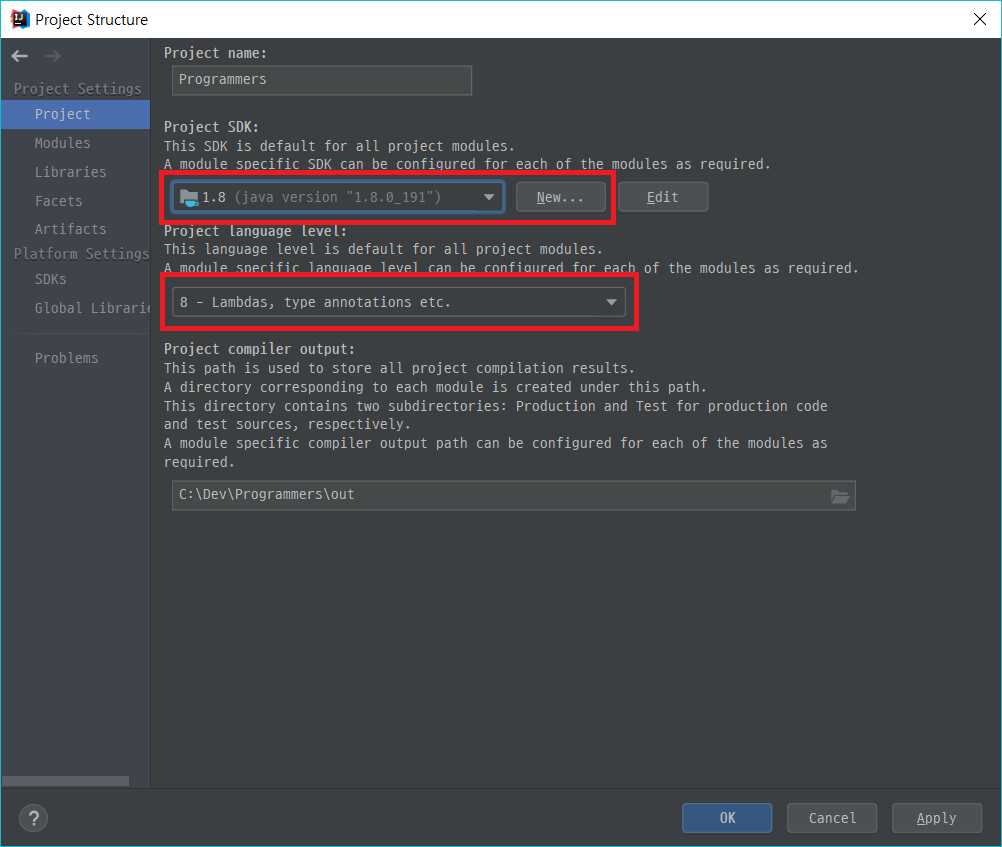 IJ
Project Structure
Project Settings
Project
Modules
Libraries
Facets
Artifacts
Platform Settings
SDKs
Global Librarie
Problems
Project name:
Programmers
Project SDK:
This SDK is default for all project modules.
A module specific SDK can be configured for each of the modules as required.
1.8 (java version "1.8.0_191")
New...
Edit
Project language level:
This language level is default for all project modules.
A module specific language level can be configured for each of the modules as required.
8 - Lambdas, type annotations etc.
Project compiler output:
This path is used to store all project compilation results.
A directory corresponding to each module is created under this path.
This directory contains two subdirectories: Production and Test for production code
and test sources, respectively.
A module specific compiler output path can be configured for each of the modules as
required.
C:\Dev\Programmers\out
?
OK
Cancel
Apply